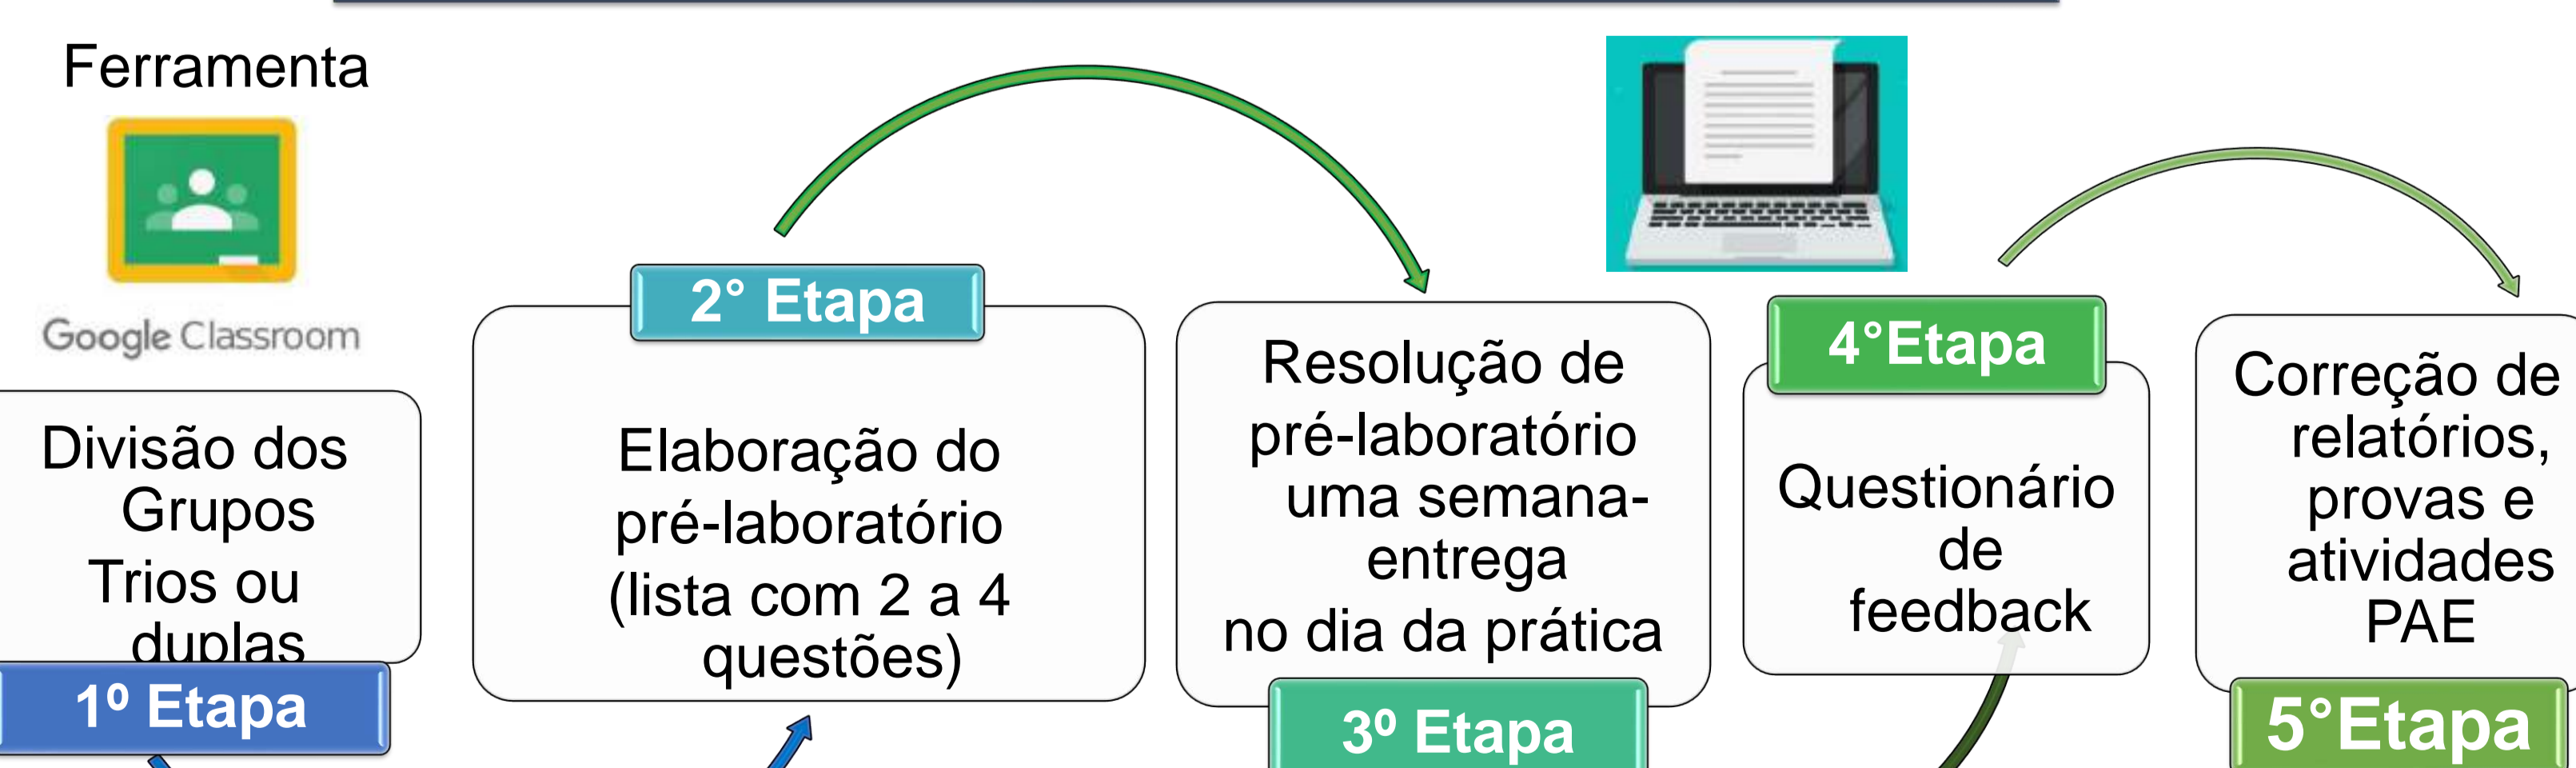 Ferramenta
Google Classroom
Divisão dos
Grupos
Trios ou
duplas
1º Etapa
2° Etapa
Elaboração do
pré-laboratório
(lista com 2 a 4
questões)
Resolução de
pré-laboratório
uma semana-
entrega
no dia da prática
3º Etapa
4°Etapa
Questionário
de
feedback
Correção de
relatórios,
provas e
atividades
PAE
5°Etapa